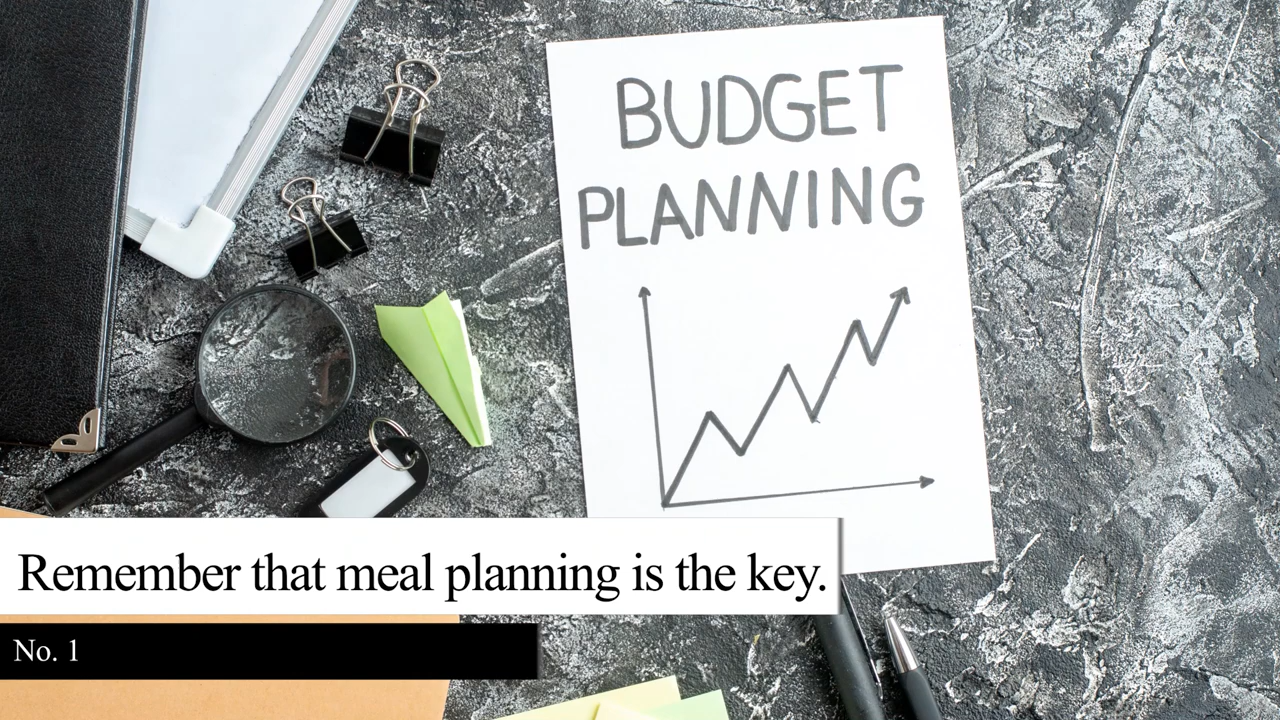 BUDGET
PLANNING
Remember that meal planning is the key.
No. 1